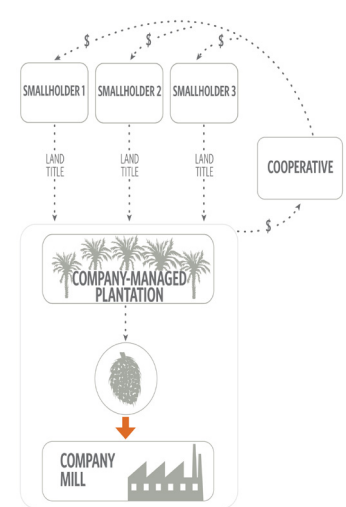 $ $ $
SMALLHOLDER 1 SMALLHOLDER 2 SMALLHOLDER 3
LAND
TITLE
LAND
TITLE
LAND
TITLE
COOPERATIVE
$
COMPANY-MANAGED
PLANTATION
COMPANY
MILL